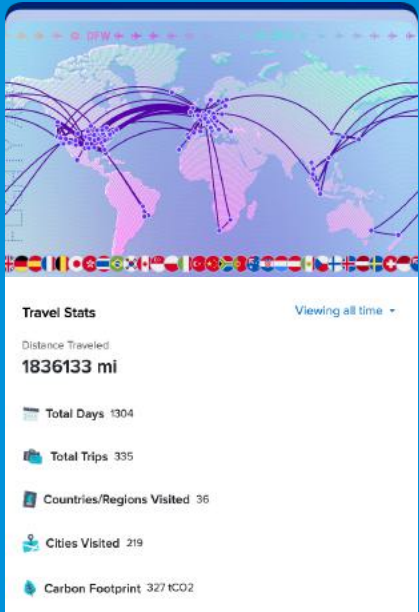 DFW
Travel Stats
Viewing all time
Distance Traveled
1836133 mi
Total Days 1304
Total Trips 335
Countries/Regions Visited 36
Cities Visited 219
Carbon Footprint 327 tCO2